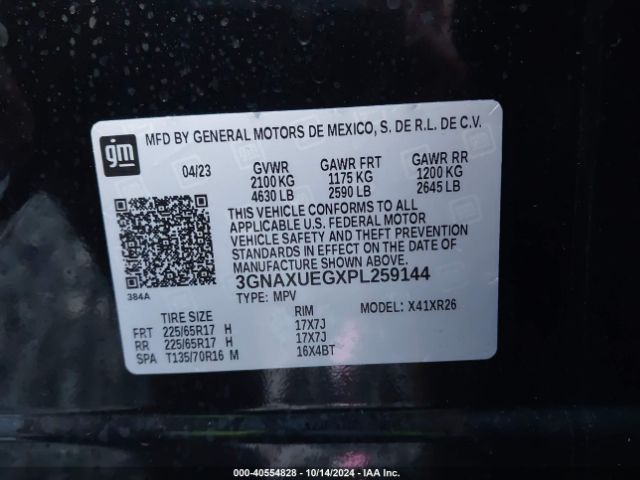 gm
MFD BY GENERAL MOTORS DE MEXICO, S. DE R.L. DE C.V.
04/23 GVWR GAWR FRT GAWR RR
2100 KG 1175 KG 1200 KG
4630 LB 2590 LB 2645 LB
THIS VEHICLE CONFORMS TO ALL
APPLICABLE U.S. FEDERAL MOTOR
VEHICLE SAFETY AND THEFT PREVENTION
STANDARDS IN EFFECT ON THE DATE OF
MANUFACTURE SHOWN ABOVE.
384A 3GNAXUEGXPL259144
TYPE: MPV MODEL: X41XR26
TIRE SIZE RIM
FRT 225/65R17 H 17X7J
RR 225/65R17 H 17X7J
SPA T135/70R16 M 16X4BT
000-40554828 - 10/14/2024 - IAA Inc.